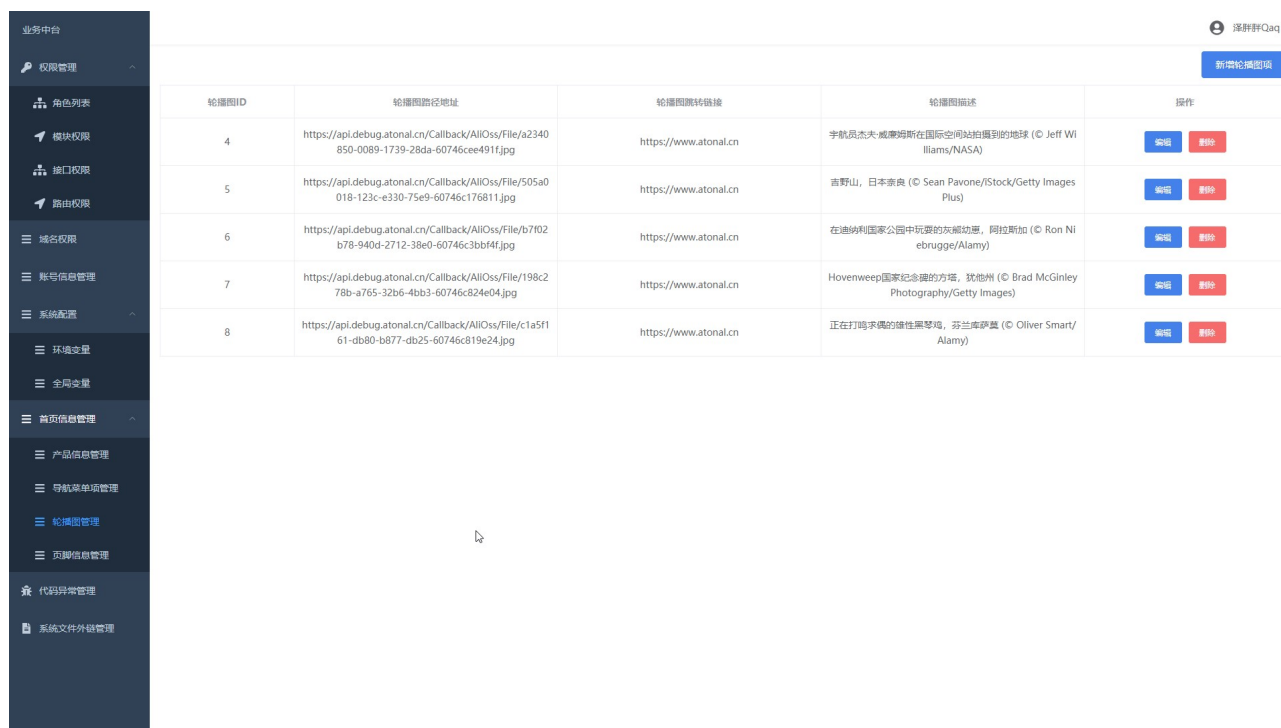 业务中台
泽胖胖Qaq
权限管理
新增轮播图项
角色列表
模块权限
接口权限
路由权限
域名权限
账号信息管理
系统配置
环境变量
全局变量
首页信息管理
产品信息管理
导航菜单项管理
轮播图管理
页脚信息管理
代码异常管理
系统文件外链管理
轮播图ID 轮播图路径地址 轮播图跳转链接 轮播图描述 操作
https://api.debug.atonal.cn/Callback/AliOss/File/a2340 宇航员杰夫·威廉姆斯在国际空间站拍摄到的地球 (© Jeff Wi
4 https://www.atonal.cn 编辑 删除
850-0089-1739-28da-60746cee491f.jpg lliams/NASA)
https://api.debug.atonal.cn/Callback/AliOss/File/505a0 吉野山，日本奈良 (© Sean Pavone/iStock/Getty Images
5 https://www.atonal.cn 编辑 删除
018-123c-e330-75e9-60746c176811.jpg Plus)
https://api.debug.atonal.cn/Callback/AliOss/File/b7f02 在迪纳利国家公园中玩耍的灰熊幼崽，阿拉斯加 (© Ron Ni
6 https://www.atonal.cn 编辑 删除
b78-940d-2712-38e0-60746c3bbf4f.jpg ebrugge/Alamy)
https://api.debug.atonal.cn/Callback/AliOss/File/198c2 Hovenweep国家纪念碑的方塔，犹他州 (© Brad McGinley
7 https://www.atonal.cn 编辑 删除
78b-a765-32b6-4bb3-60746c824e04.jpg Photography/Getty Images)
https://api.debug.atonal.cn/Callback/AliOss/File/c1a5f1 正在打鸣求偶的雄性黑琴鸡，芬兰库萨莫 (© Oliver Smart/
8 https://www.atonal.cn 编辑 删除
61-db80-b877-db25-60746c819e24.jpg Alamy)